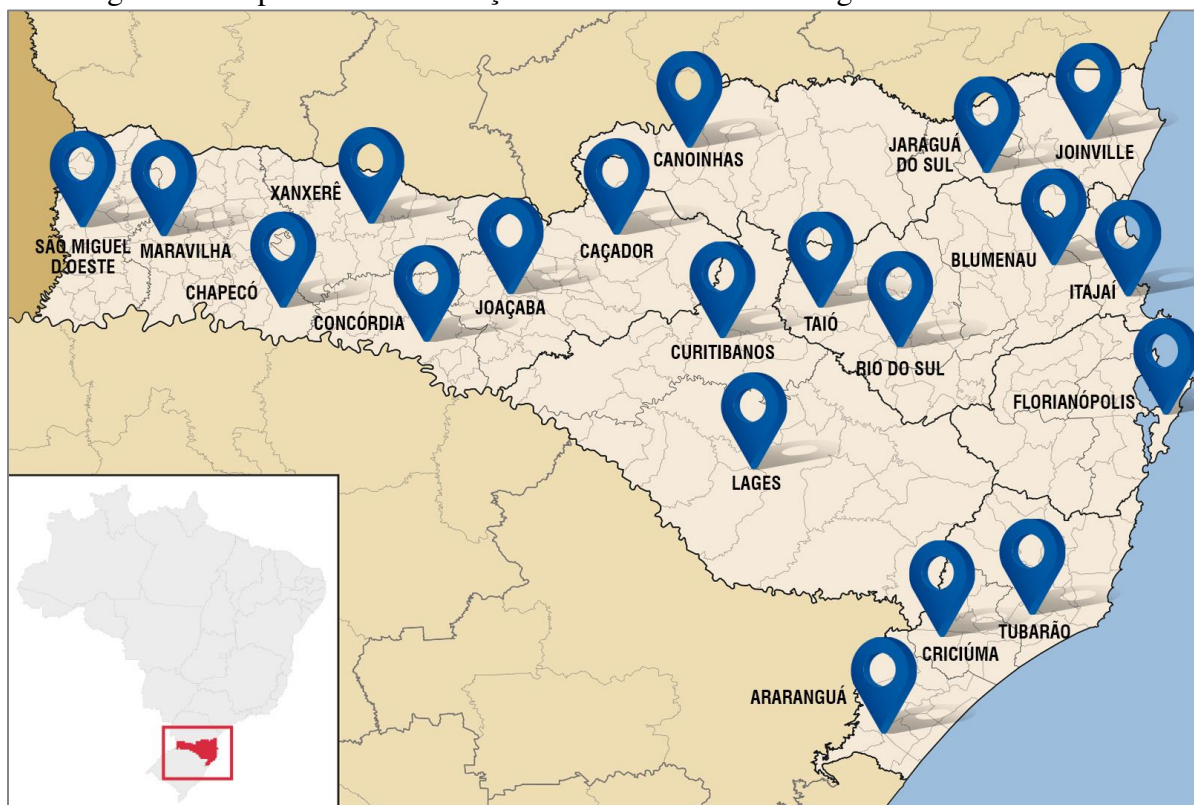 CANOINHAS
JARAGUÁ
DO SUL
JOINVILLE
XANXERÊ
SÃO MIGUEL
D'OESTE
MARAVILHA
CAÇADOR
BLUMENAU
CHAPECÓ
ITAJAÍ
JOAÇABA
CONCÓRDIA
TAIÓ
CURITIBANOS
RIO DO SUL
FLORIANÓPOLIS
LAGES
TUBARÃO
CRICIÚMA
ARARANGUÁ